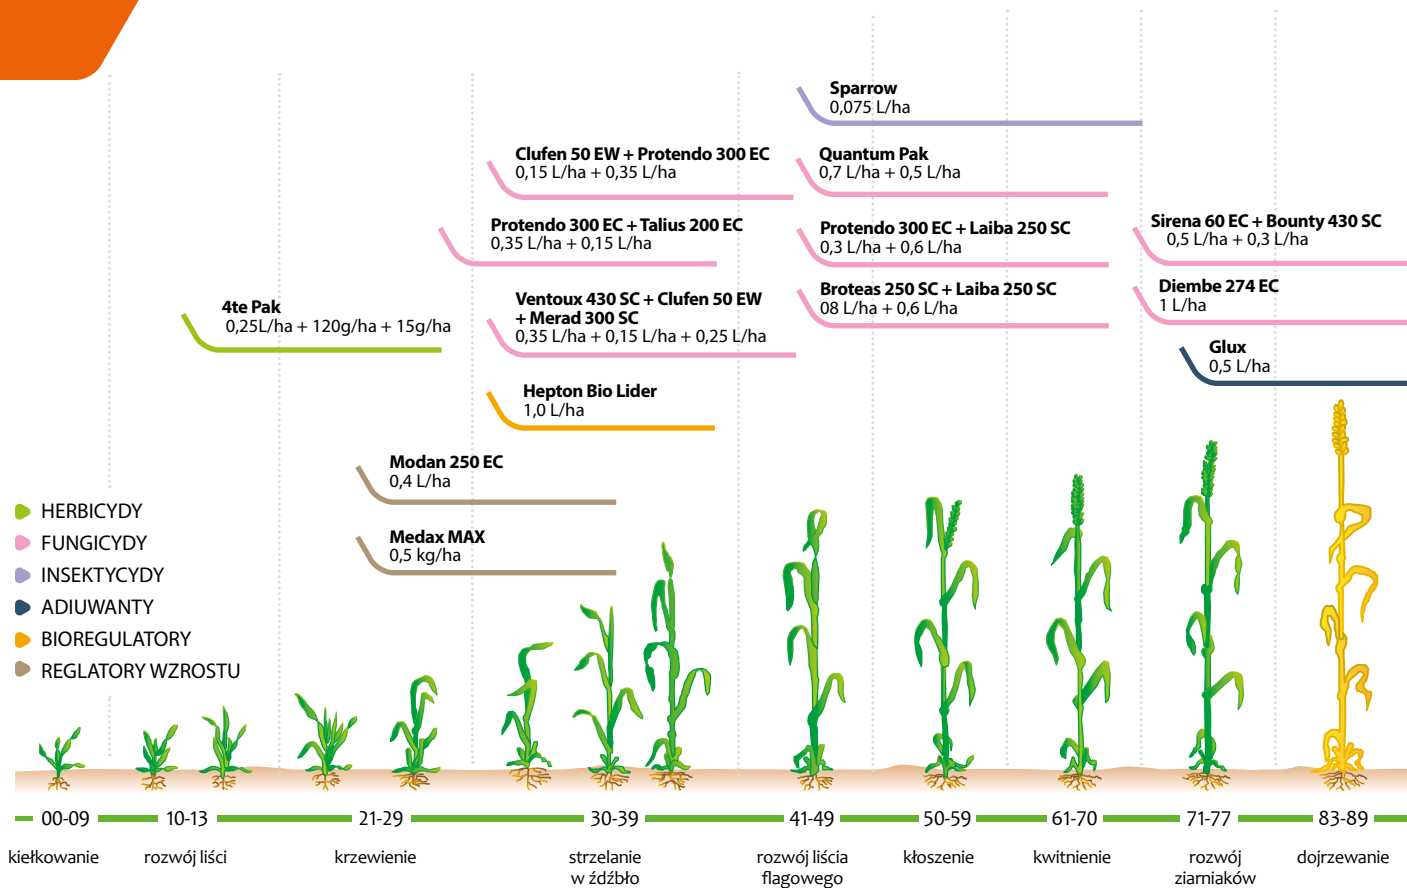 Sparrow
0,075 L/ha
Clufen 50 EW + Protendo 300 EC
0,15 L/ha + 0,35 L/ha
Quantum Pak
0,7 L/ha + 0,5 L/ha
Protendo 300 EC + Talius 200 EC
0,35 L/ha + 0,15 L/ha
Protendo 300 EC + Laiba 250 SC
0,3 L/ha + 0,6 L/ha
Sirena 60 EC + Bounty 430 SC
0,5 L/ha + 0,3 L/ha
4te Pak
0,25L/ha + 120g/ha + 15g/ha
Ventoux 430 SC + Clufen 50 EW
+ Merad 300 SC
0,35 L/ha + 0,15 L/ha + 0,25 L/ha
Broteas 250 SC + Laiba 250 SC
08 L/ha + 0,6 L/ha
Diembe 274 EC
1 L/ha
Glux
0,5 L/ha
Hepton Bio Lider
1,0 L/ha
Modan 250 EC
0,4 L/ha
Medax MAX
0,5 kg/ha
HERBICYDY
FUNGICYDY
INSEKTYCYDY
ADIUWANTY
BIOREGULATORY
REGLATORY WZROSTU
00-09
10-13
21-29
30-39
41-49
50-59
61-70
71-77
83-89
kiełkowanie
rozwój liści
krzewienie
strzelanie
w źdźbło
rozwój liścia
flagowego
kłoszenie
kwitnienie
rozwój
ziarniaków
dojrzewanie